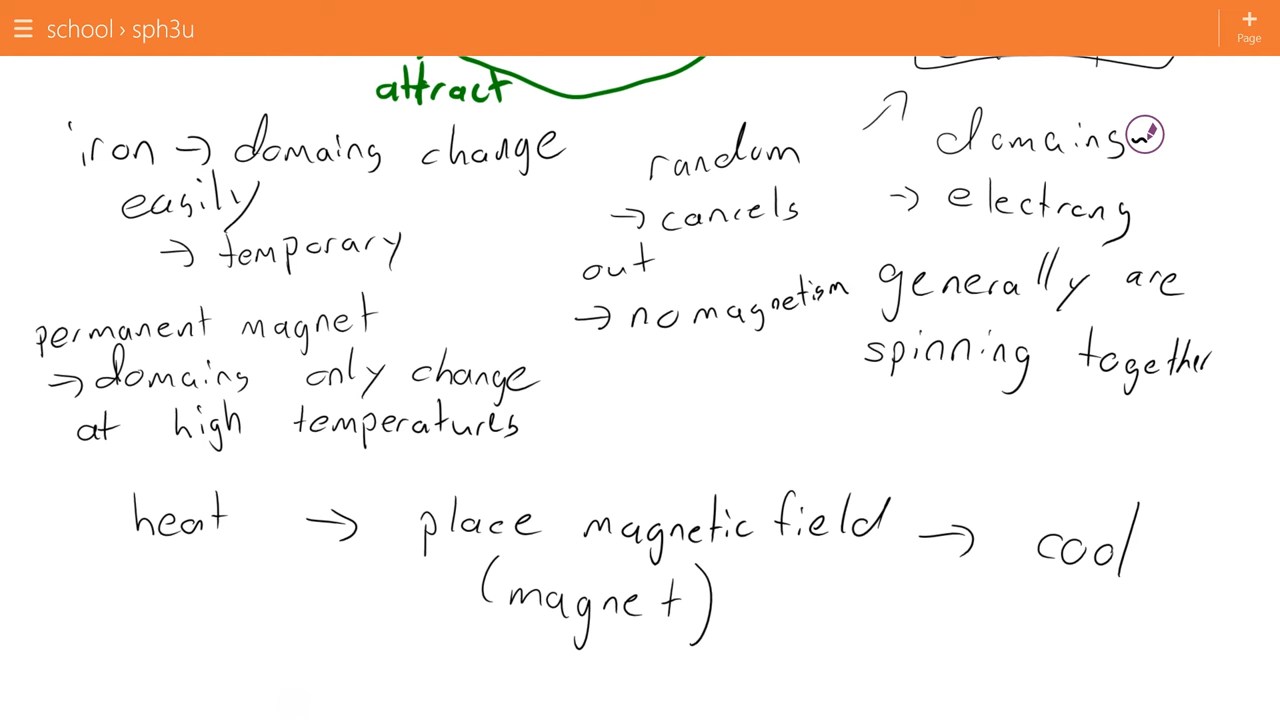 school › sph3u
Page
attract
iron → domains change
easily
→ temporary
permanent magnet
→ domains only change
at high temperatures
random
→ cancels
out
→ no magnetism
domains
→ electrons
generally are
spinning together
heat → place magnetic field → cool
(magnet)